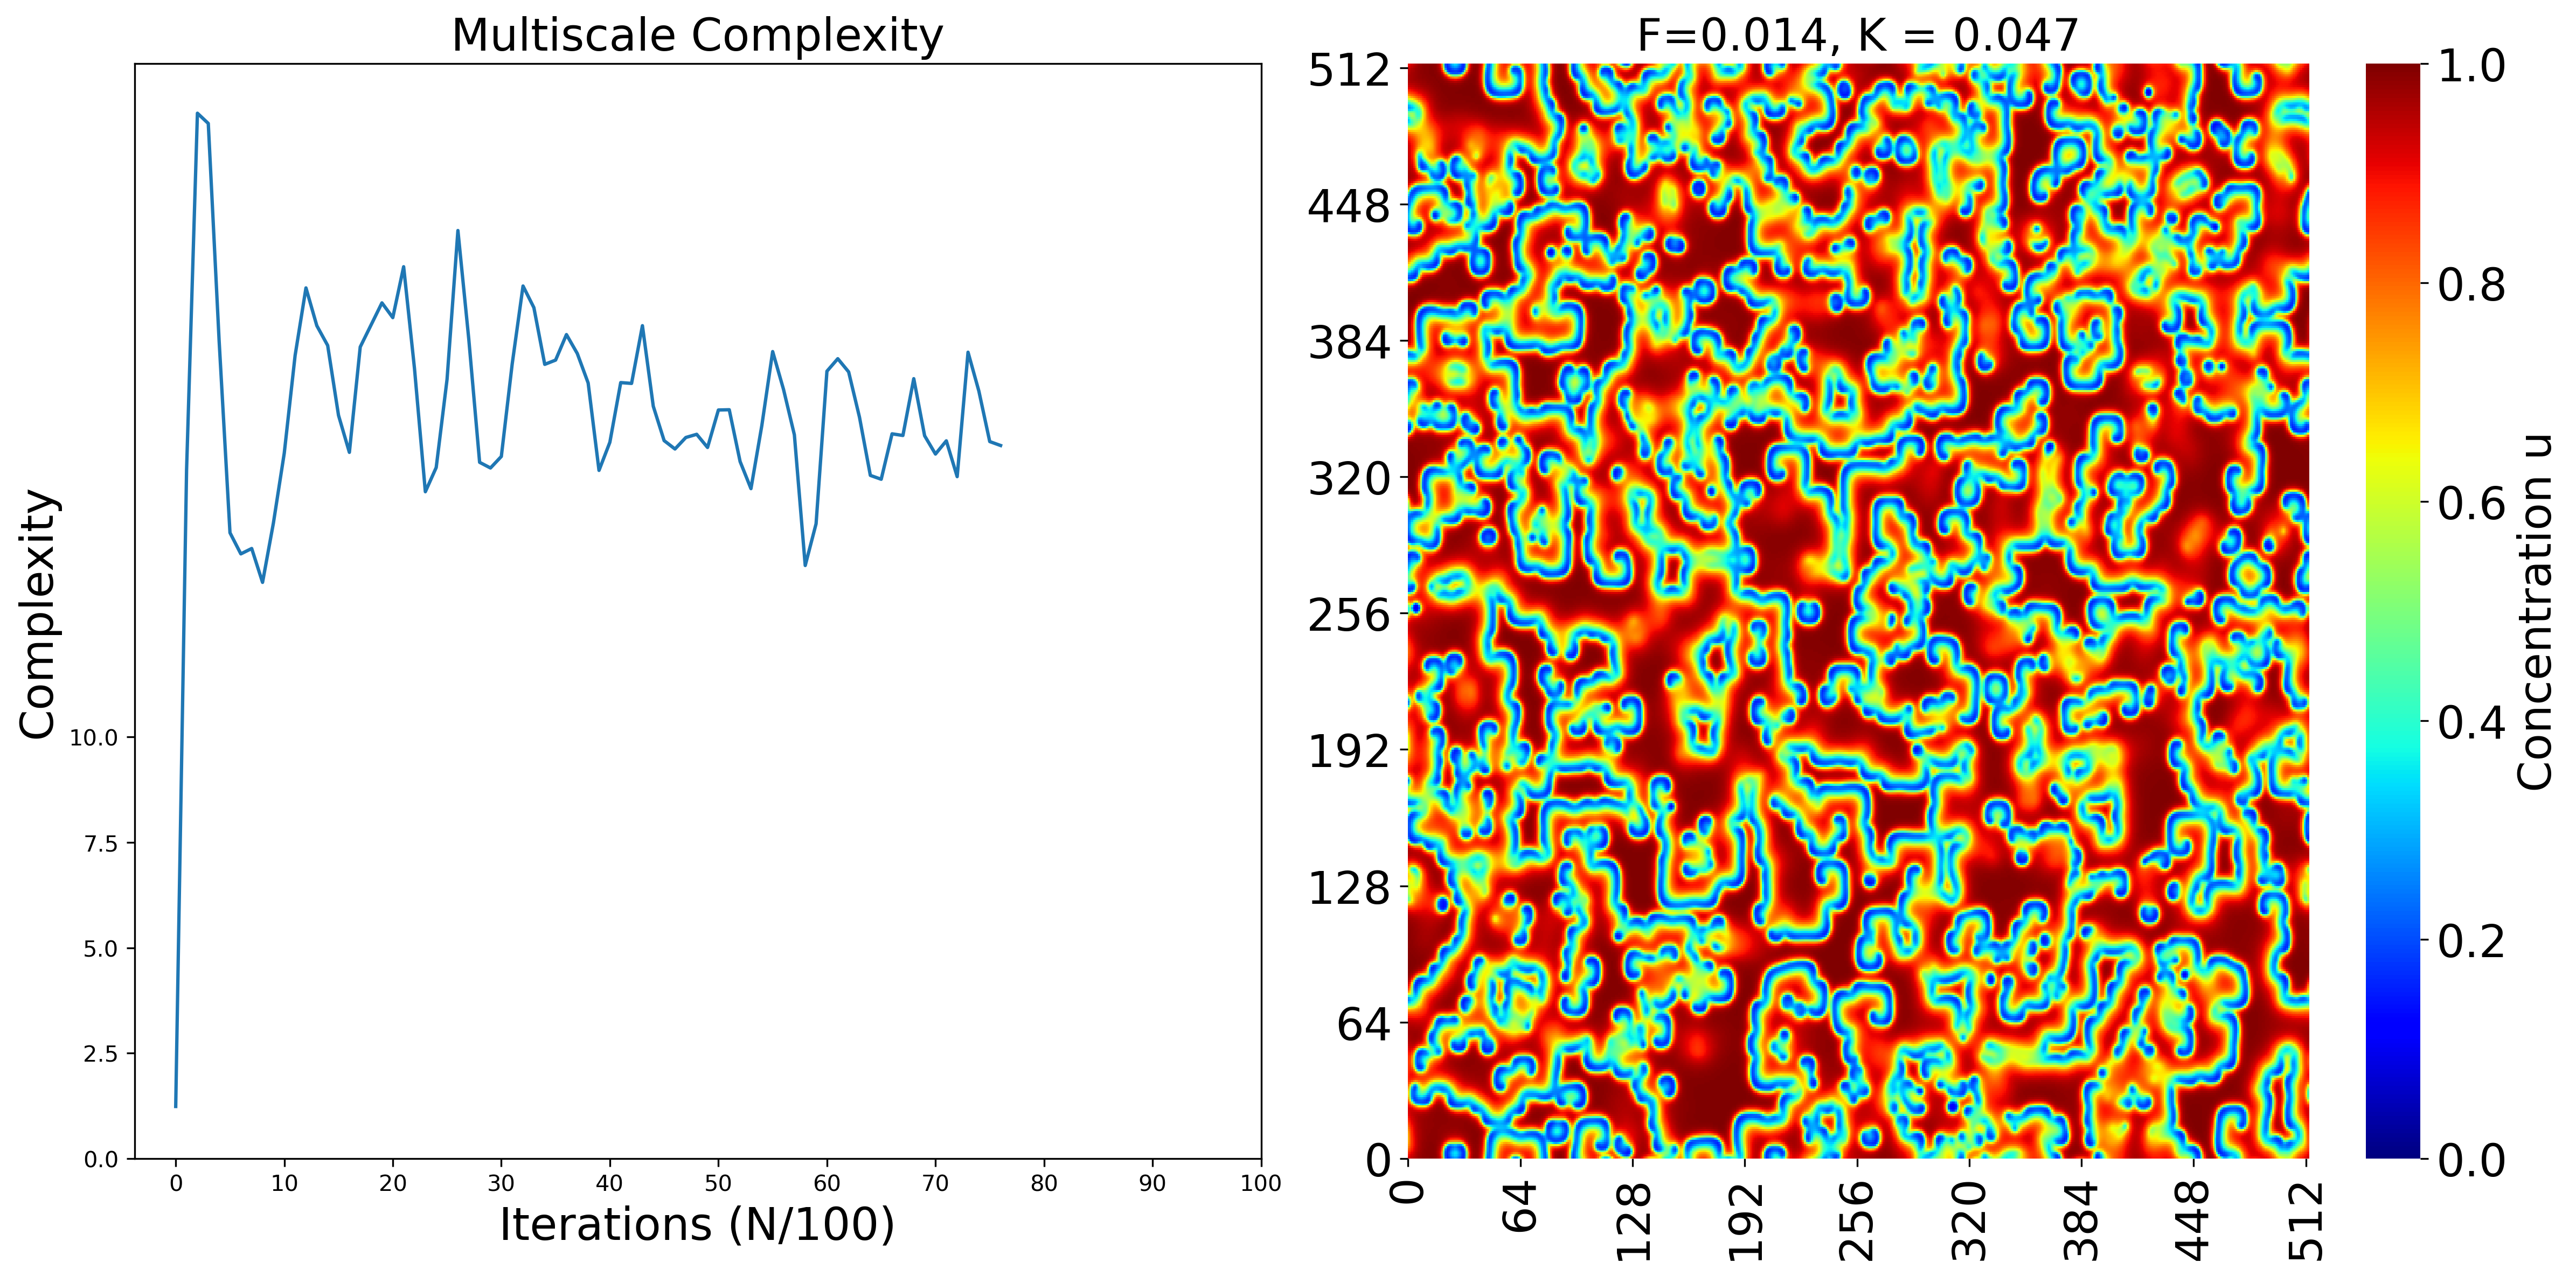 Multiscale Complexity
Complexity
10.0
7.5
5.0
2.5
0.0
0 10 20 30 40 50 60 70 80 90 100
Iterations (N/100)
F=0.014, K = 0.047
512
448
384
320
256
192
128
64
0
0 64 128 192 256 320 384 448 512
1.0
0.8
0.6
0.4
0.2
0.0
Concentration u